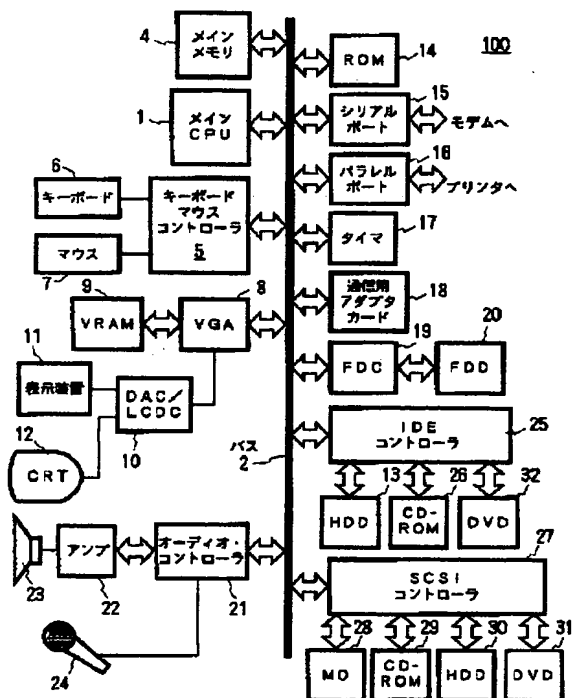 100
4
メイン
メモリ
1
メイン
CPU
6
キーボード
マウス
7
キーボード
マウス
コントローラ
5
9
VRAM
8
VGA
11
表示装置
12
CRT
DAC/
LCDC
10
バス
2
23
アンプ
22
オーディオ・
コントローラ
21
24
ROM
14
15
シリアル
ポート
モデムへ
16
パラレル
ポート
プリンタへ
タイマ
17
通信用
アダプタ
カード
18
19
FDC
20
FDD
IDE
コントローラ
25
13
HDD
26
CD-
ROM
32
DVD
27
SCSI
コントローラ
28
MO
29
CD-
ROM
30
HDD
31
DVD